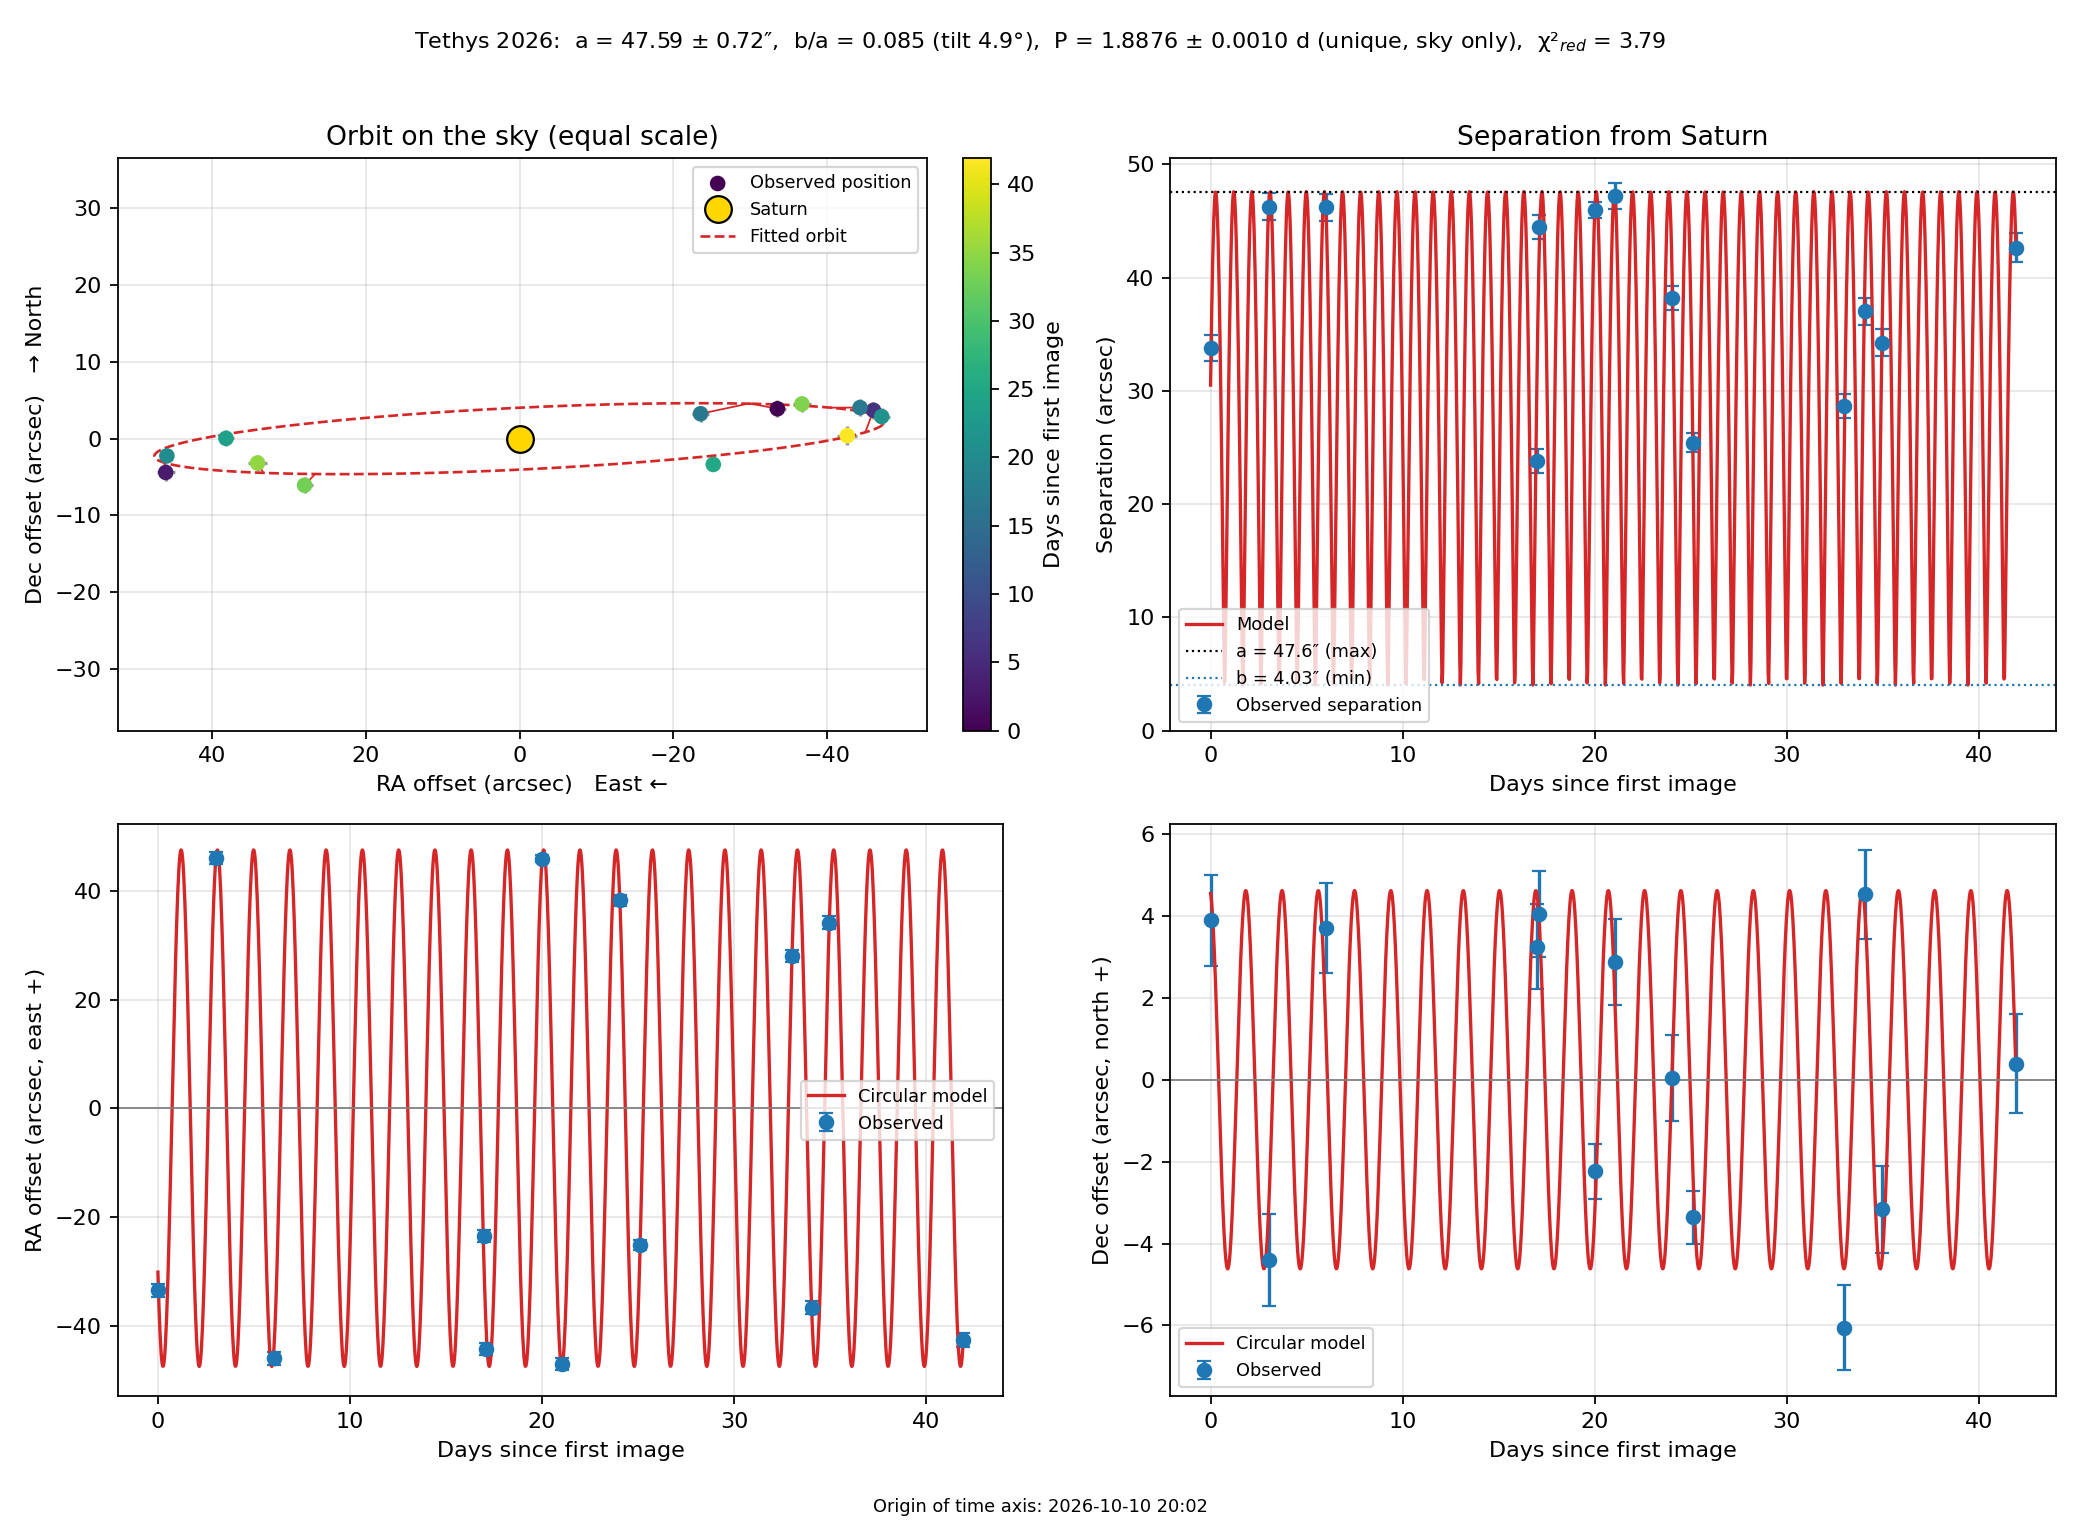 Tethys 2026:  a = 47.59 ± 0.72″,  b/a = 0.085 (tilt 4.9°),  P = 1.8876 ± 0.0010 d (unique, sky only),  χ²red = 3.79
Orbit on the sky (equal scale)
Observed position
Saturn
Fitted orbit
30
20
10
0
−10
−20
−30
Dec offset (arcsec)   → North
40
20
0
−20
−40
RA offset (arcsec)   East ←
40
35
30
25
20
15
10
5
0
Days since first image
Separation from Saturn
50
40
30
20
10
0
Separation (arcsec)
Model
a = 47.6″ (max)
b = 4.03″ (min)
Observed separation
0
10
20
30
40
Days since first image
40
20
0
−20
−40
RA offset (arcsec, east +)
Circular model
Observed
0
10
20
30
40
Days since first image
6
4
2
0
−2
−4
−6
Dec offset (arcsec, north +)
Circular model
Observed
0
10
20
30
40
Days since first image
Origin of time axis: 2026-10-10 20:02